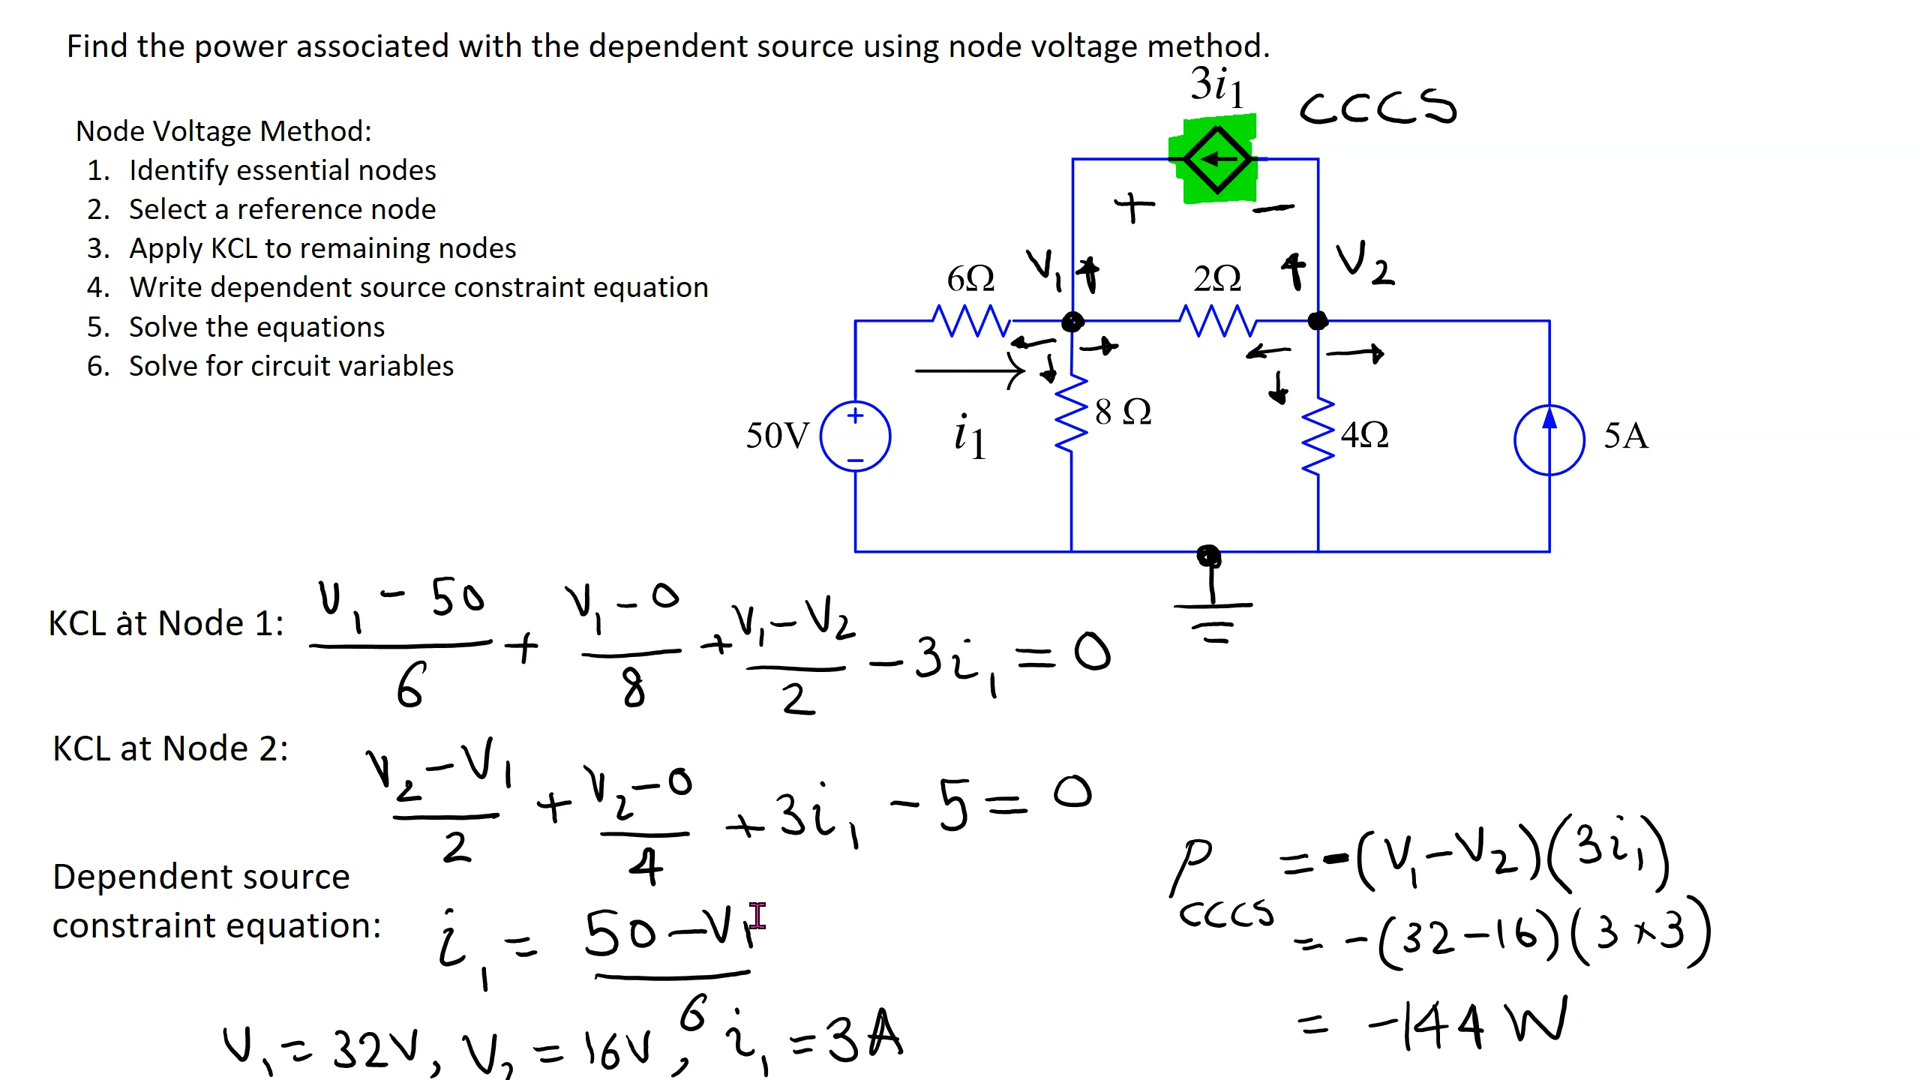 Find the power associated with the dependent source using node voltage method.
Node Voltage Method:
1. Identify essential nodes
2. Select a reference node
3. Apply KCL to remaining nodes
4. Write dependent source constraint equation
5. Solve the equations
6. Solve for circuit variables
3i₁ CCCS
+ −
6Ω V₁ 2Ω V₂
50V + − i₁ 8 Ω 4Ω 5A
KCL at Node 1: (V₁ − 50)/6 + (V₁ − 0)/8 + (V₁ − V₂)/2 − 3i₁ = 0
KCL at Node 2: (V₂ − V₁)/2 + (V₂ − 0)/4 + 3i₁ − 5 = 0
Dependent source
constraint equation: i₁ = (50 − V₁)/6
V₁ = 32V, V₂ = 16V, i₁ = 3A
P CCCS = −(V₁ − V₂)(3i₁)
= −(32 − 16)(3 × 3)
= −144 W